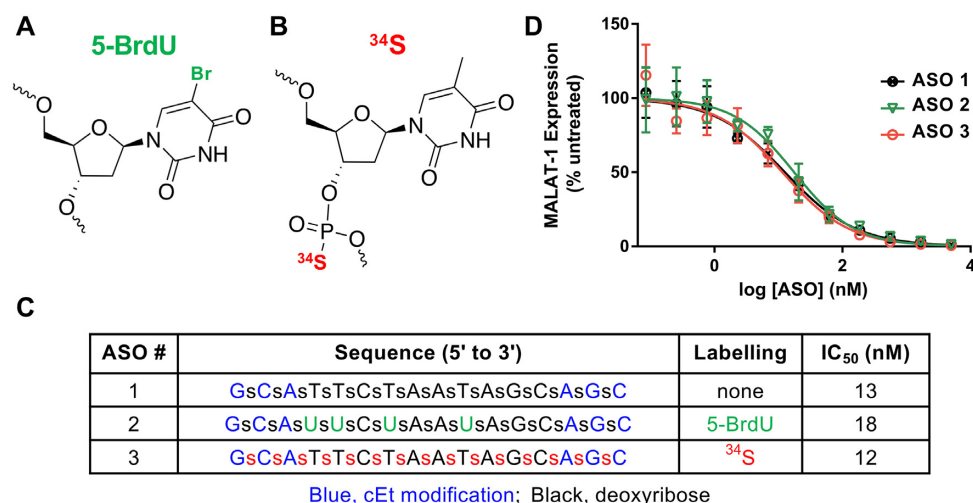 A
5-BrdU
Br
O
O
N
NH
O
O
B
³⁴S
O
O
N
NH
O
O
O=P
O
³⁴S
D
MALAT-1 Expression
(% untreated)
150
100
50
0
0
2
4
log [ASO] (nM)
ASO 1
ASO 2
ASO 3
C
ASO # Sequence (5' to 3') Labelling IC₅₀ (nM)
1 GsCsAsTsTsCsTsAsAsTsAsGsCsAsGsC none 13
2 GsCsAsUsUsCsUsAsAsUsAsGsCsAsGsC 5-BrdU 18
3 GsCsAsTsTsCsTsAsAsTsAsGsCsAsGsC ³⁴S 12
Blue, cEt modification; Black, deoxyribose